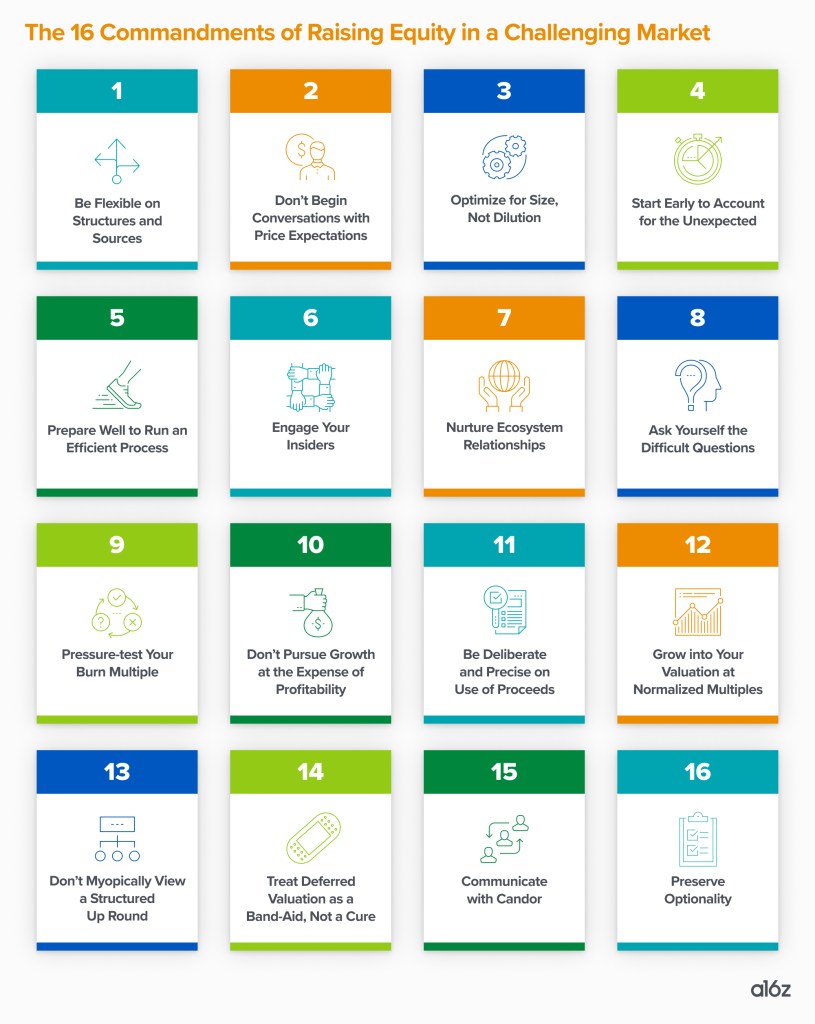 The 16 Commandments of Raising Equity in a Challenging Market
1
Be Flexible on
Structures and
Sources
2
$
Don't Begin
Conversations with
Price Expectations
3
Optimize for Size,
Not Dilution
4
Start Early to Account
for the Unexpected
5
Prepare Well to Run an
Efficient Process
6
Engage Your
Insiders
7
Nurture Ecosystem
Relationships
8
Ask Yourself the
Difficult Questions
9
?
Pressure-test Your
Burn Multiple
10
$
Don't Pursue Growth
at the Expense of
Profitability
11
Be Deliberate
and Precise on
Use of Proceeds
12
Grow into Your
Valuation at
Normalized Multiples
13
Don't Myopically View
a Structured
Up Round
14
Treat Deferred
Valuation as a
Band-Aid, Not a Cure
15
Communicate
with Candor
16
Preserve
Optionality
a16z